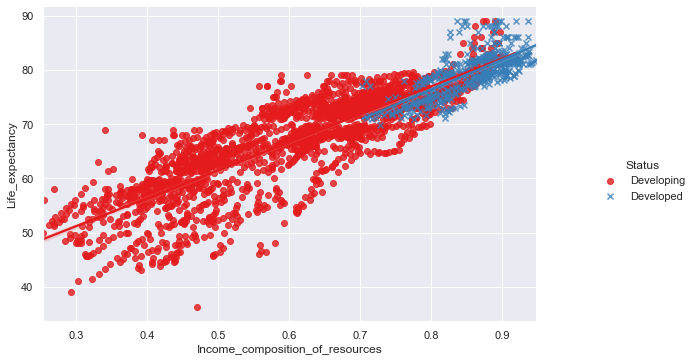 90
80
70
60
50
40
Life_expectancy
0.3 0.4 0.5 0.6 0.7 0.8 0.9
Income_composition_of_resources
Status
Developing
Developed